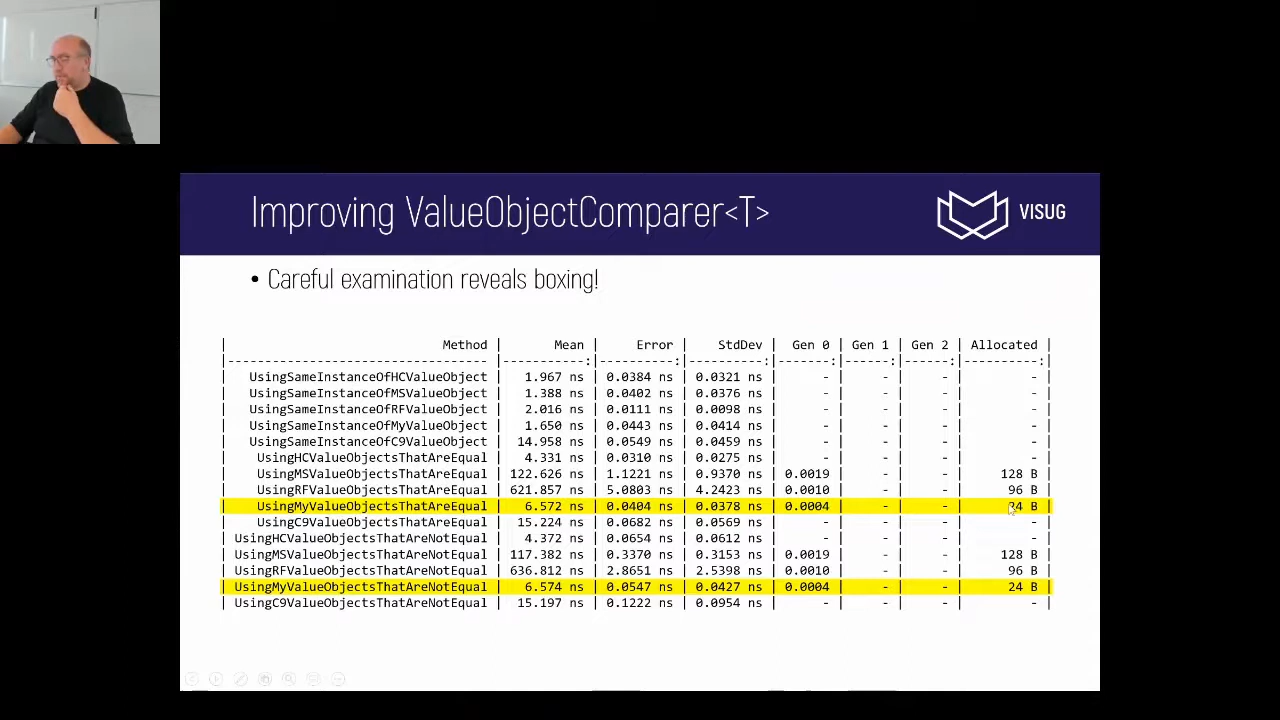 Improving ValueObjectComparer<T>
VISUG
• Careful examination reveals boxing!
| Method | Mean | Error | StdDev | Gen 0 | Gen 1 | Gen 2 | Allocated |
|--------------------------------- |-----------:|----------:|----------:|-------:|------:|------:|----------:|
| UsingSameInstanceOfHCValueObject | 1.967 ns | 0.0384 ns | 0.0321 ns | - | - | - | - |
| UsingSameInstanceOfMSValueObject | 1.388 ns | 0.0402 ns | 0.0376 ns | - | - | - | - |
| UsingSameInstanceOfRFValueObject | 2.016 ns | 0.0111 ns | 0.0098 ns | - | - | - | - |
| UsingSameInstanceOfMyValueObject | 1.650 ns | 0.0443 ns | 0.0414 ns | - | - | - | - |
| UsingSameInstanceOfC9ValueObject | 14.958 ns | 0.0549 ns | 0.0459 ns | - | - | - | - |
| UsingHCValueObjectsThatAreEqual | 4.331 ns | 0.0310 ns | 0.0275 ns | - | - | - | - |
| UsingMSValueObjectsThatAreEqual | 122.626 ns | 1.1221 ns | 0.9370 ns | 0.0019 | - | - | 128 B |
| UsingRFValueObjectsThatAreEqual | 621.857 ns | 5.0803 ns | 4.2423 ns | 0.0010 | - | - | 96 B |
| UsingMyValueObjectsThatAreEqual | 6.572 ns | 0.0404 ns | 0.0378 ns | 0.0004 | - | - | 24 B |
| UsingC9ValueObjectsThatAreEqual | 15.224 ns | 0.0682 ns | 0.0569 ns | - | - | - | - |
| UsingHCValueObjectsThatAreNotEqual | 4.372 ns | 0.0654 ns | 0.0612 ns | - | - | - | - |
| UsingMSValueObjectsThatAreNotEqual | 117.382 ns | 0.3370 ns | 0.3153 ns | 0.0019 | - | - | 128 B |
| UsingRFValueObjectsThatAreNotEqual | 636.812 ns | 2.8651 ns | 2.5398 ns | 0.0010 | - | - | 96 B |
| UsingMyValueObjectsThatAreNotEqual | 6.574 ns | 0.0547 ns | 0.0427 ns | 0.0004 | - | - | 24 B |
| UsingC9ValueObjectsThatAreNotEqual | 15.197 ns | 0.1222 ns | 0.0954 ns | - | - | - | - |